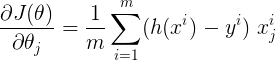 ∂J(θ)/∂θ_j = 1/m ∑_{i=1}^{m} (h(x^i) − y^i) x_j^i